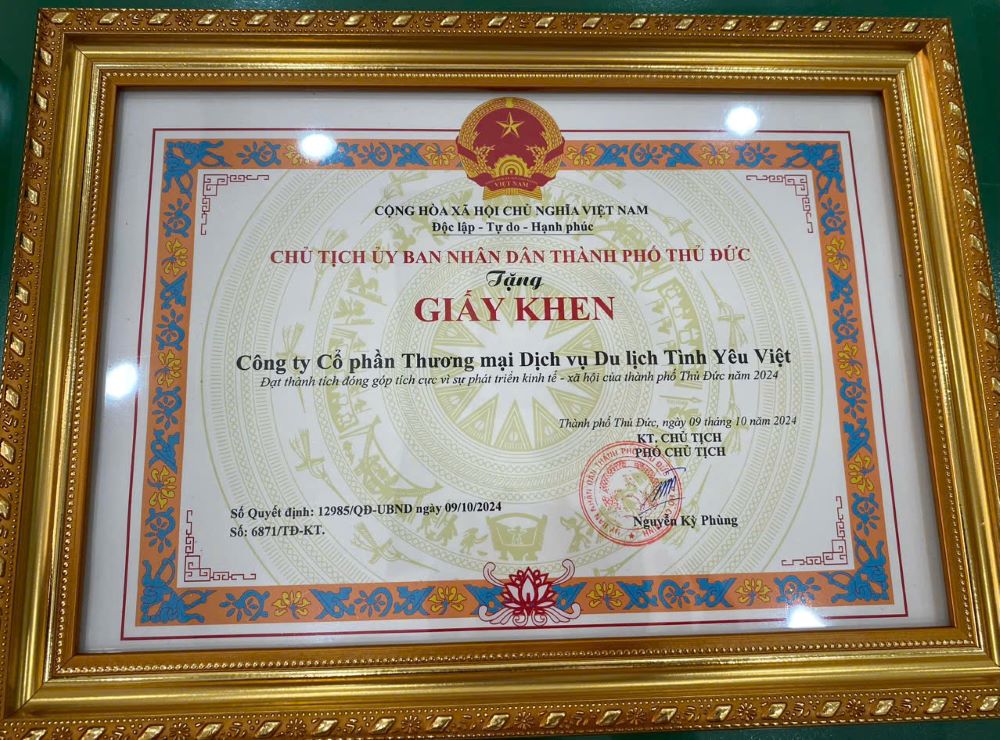 VIỆT NAM
CỘNG HÒA XÃ HỘI CHỦ NGHĨA VIỆT NAM
Độc lập - Tự do - Hạnh phúc
CHỦ TỊCH ỦY BAN NHÂN DÂN THÀNH PHỐ THỦ ĐỨC
Tặng
GIẤY KHEN
Công ty Cổ phần Thương mại Dịch vụ Du lịch Tình Yêu Việt
Đạt thành tích đóng góp tích cực vì sự phát triển kinh tế - xã hội của thành phố Thủ Đức năm 2024
Thành phố Thủ Đức, ngày 09 tháng 10 năm 2024
KT. CHỦ TỊCH
PHÓ CHỦ TỊCH
Nguyễn Kỳ Phùng
Số Quyết định: 12985/QĐ-UBND ngày 09/10/2024
Số: 6871/TĐ-KT.